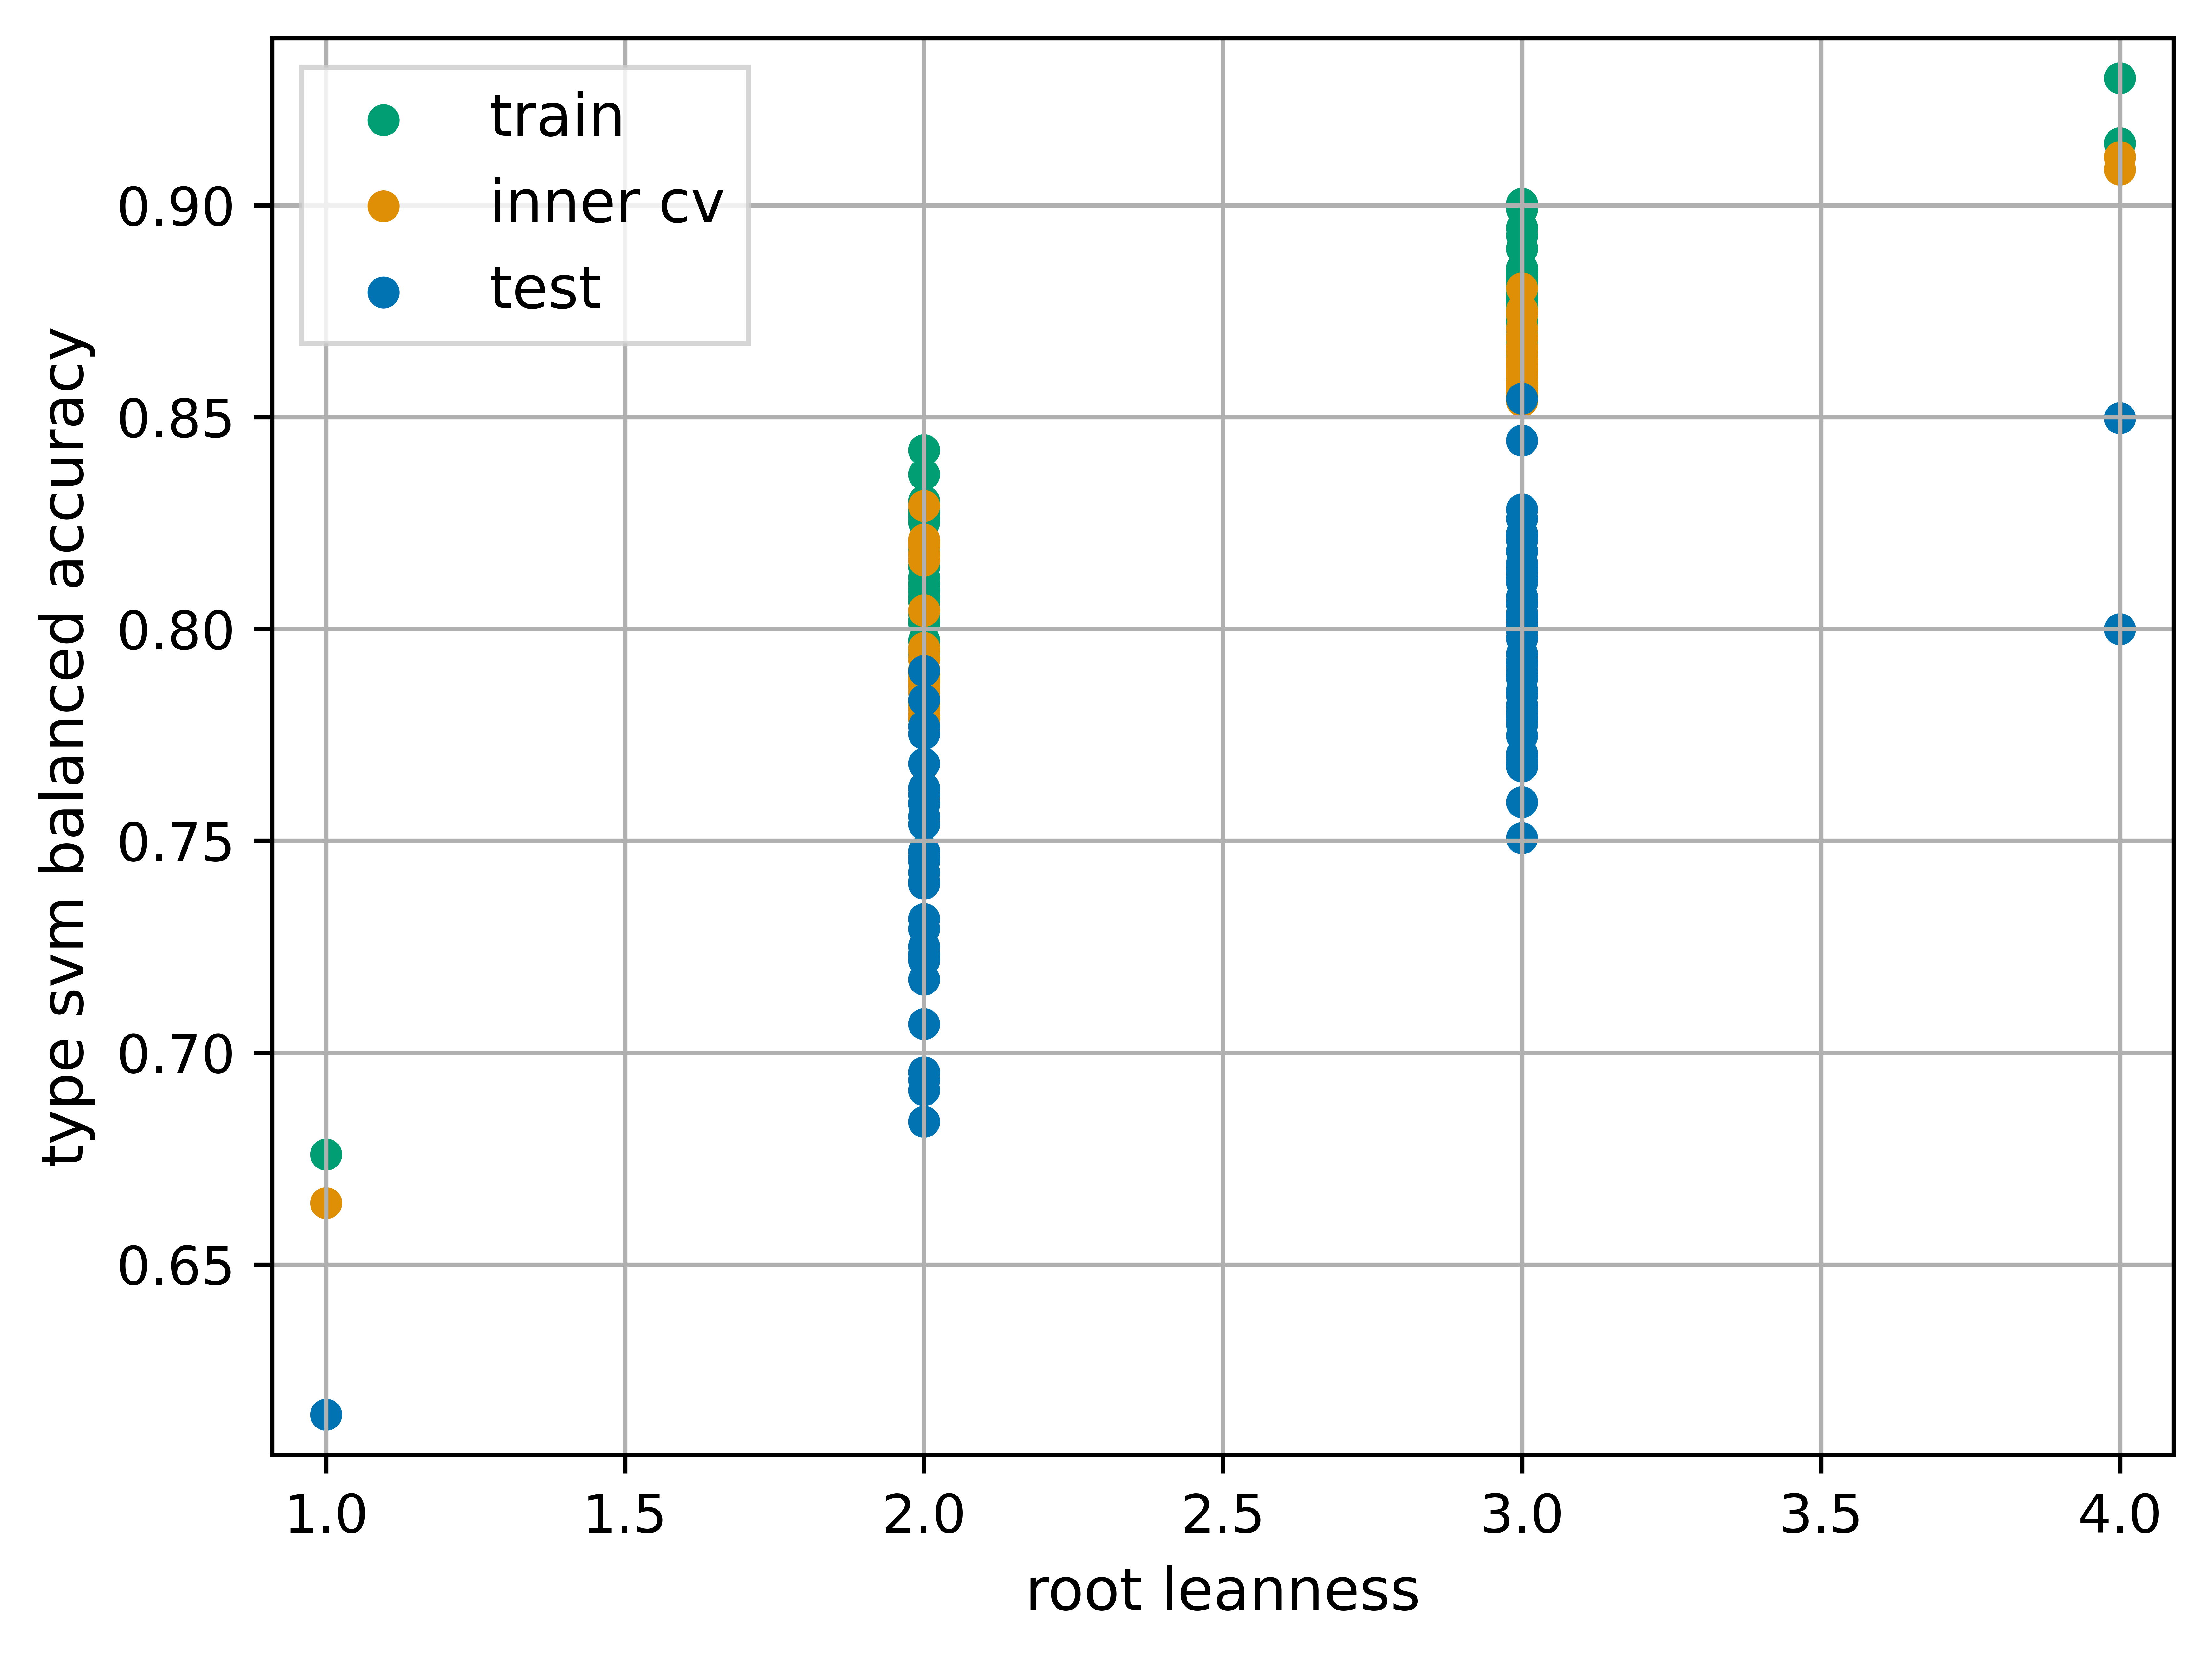 train
inner cv
test
0.90
0.85
0.80
0.75
0.70
0.65
type svm balanced accuracy
1.0 1.5 2.0 2.5 3.0 3.5 4.0
root leanness